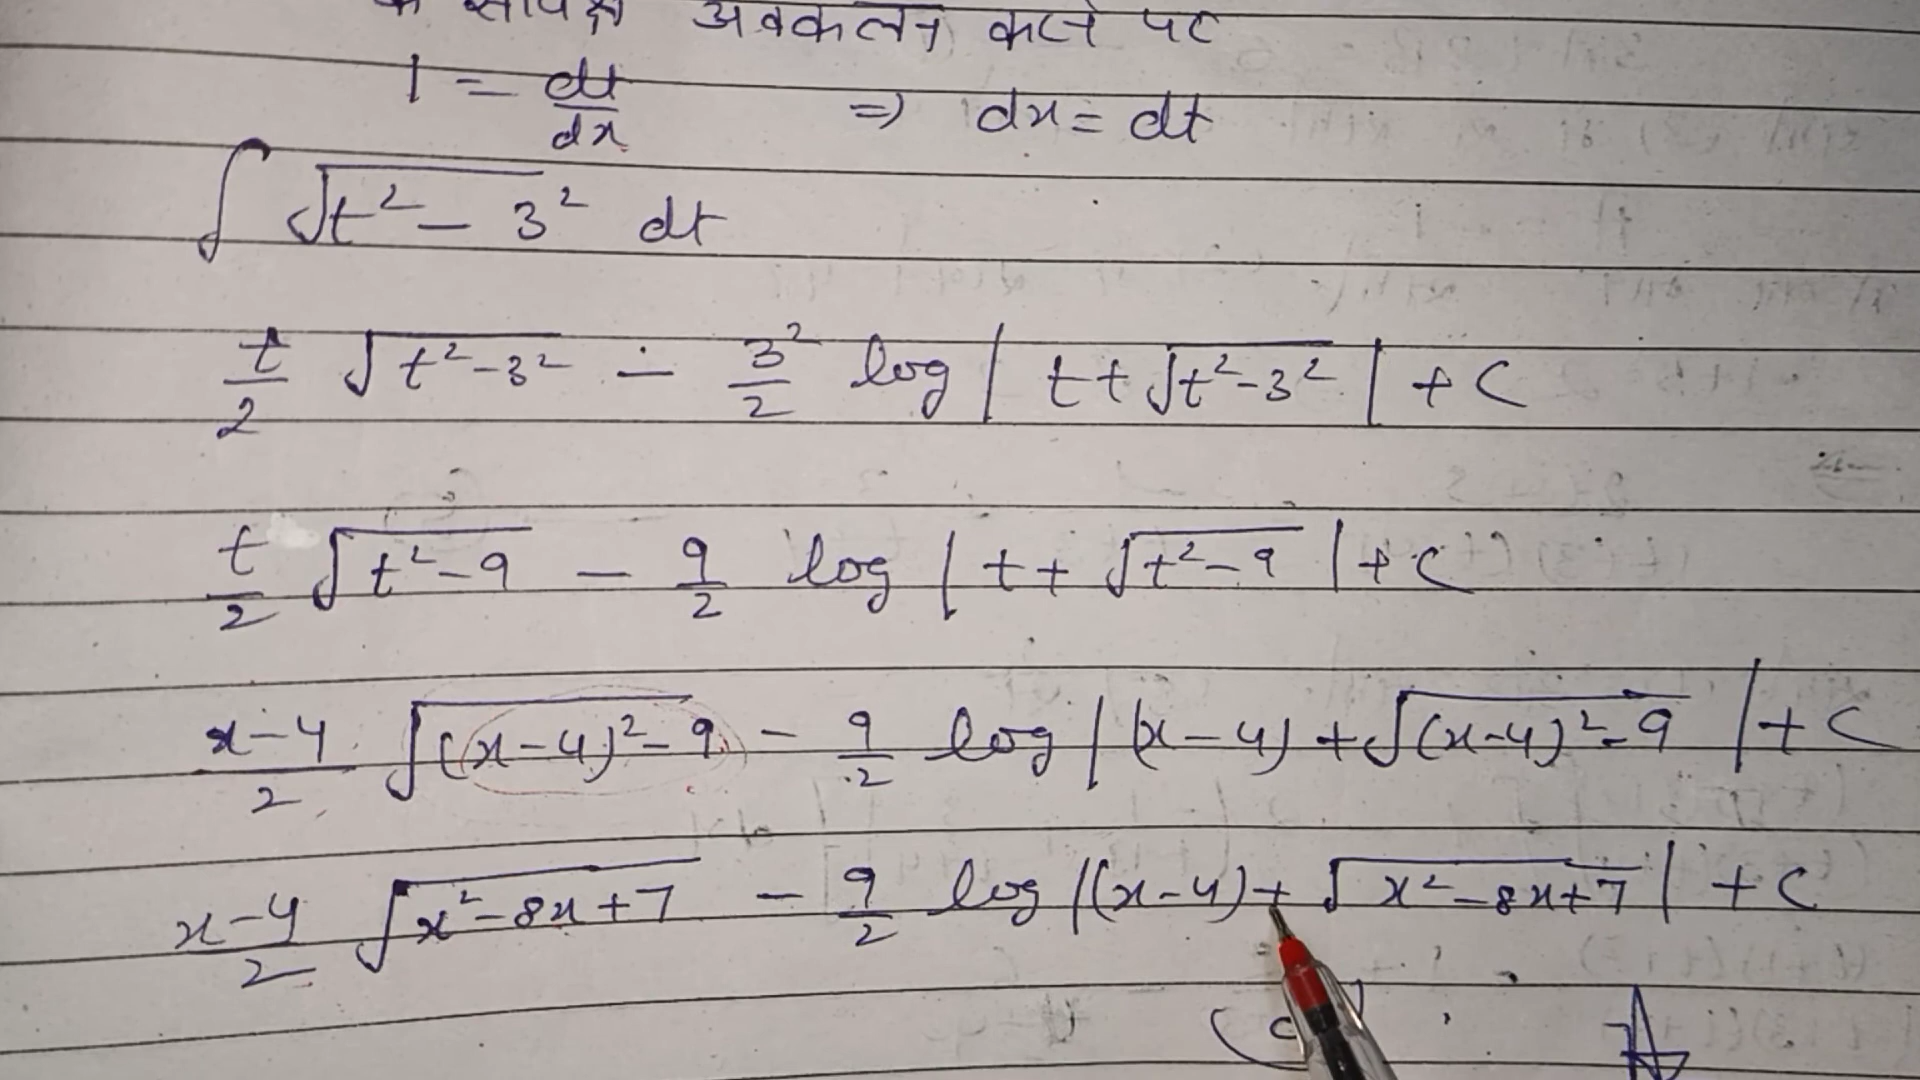 के सापेक्ष अवकलन करने पर
1 = dt/dx ⇒ dx = dt
∫ √(t² - 3²) dt
t/2 √(t² - 3²) - 3²/2 log | t + √(t² - 3²) | + C
t/2 √(t² - 9) - 9/2 log | t + √(t² - 9) | + C
x-4/2 √((x-4)² - 9) - 9/2 log | (x-4) + √((x-4)² - 9) | + C
x-4/2 √(x² - 8x + 7) - 9/2 log | (x-4) + √(x² - 8x + 7) | + C